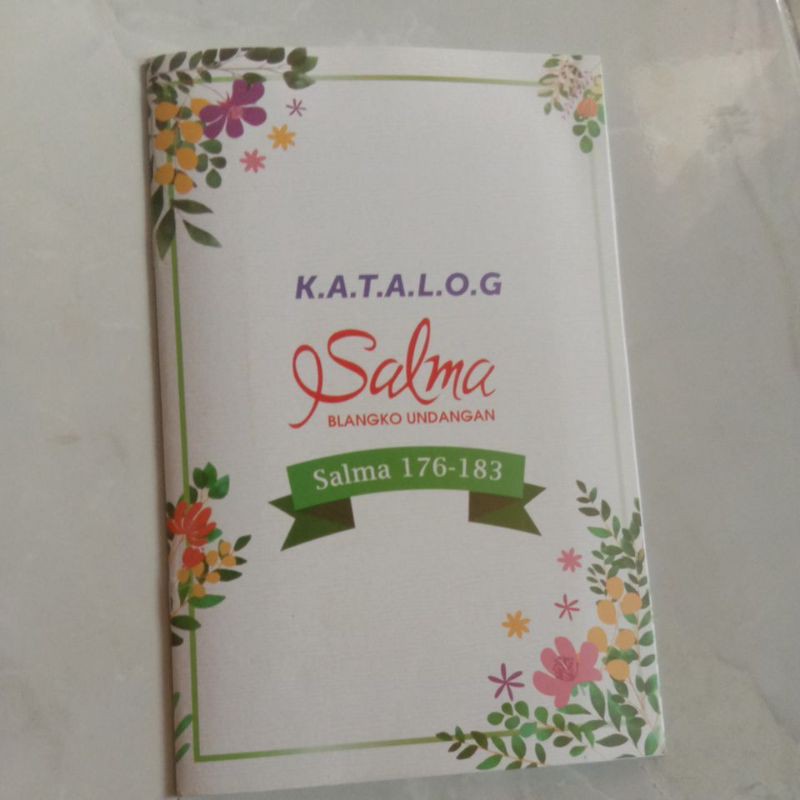 K.A.T.A.L.O.G
Salma
BLANGKO UNDANGAN
Salma 176-183